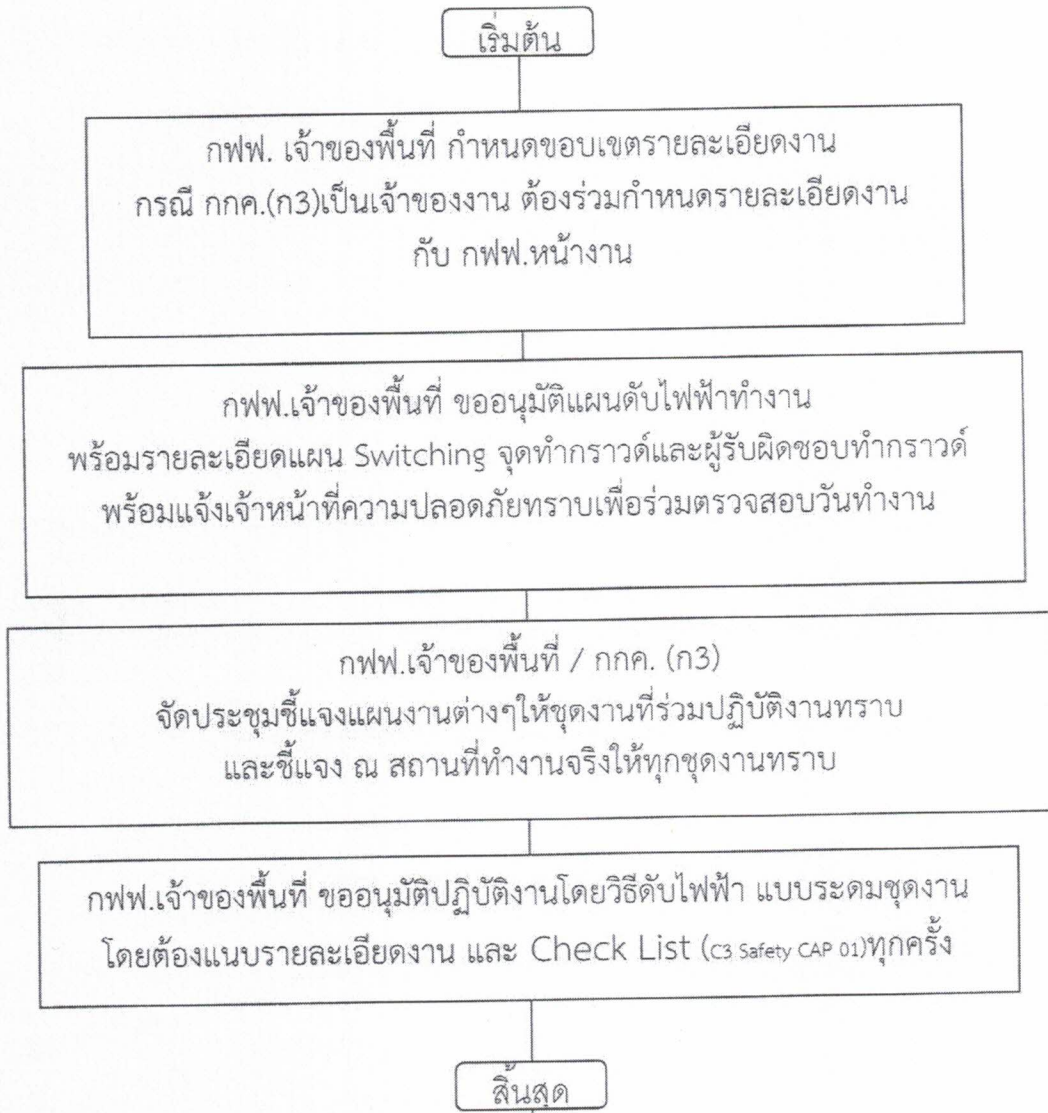 เริ่มต้น
กฟฟ. เจ้าของพื้นที่ กำหนดขอบเขตรายละเอียดงาน
กรณี กกค.(ก3)เป็นเจ้าของงาน ต้องร่วมกำหนดรายละเอียดงาน
กับ กฟฟ.หน้างาน
กฟฟ.เจ้าของพื้นที่ ขออนุมัติแผนดับไฟฟ้าทำงาน
พร้อมรายละเอียดแผน Switching จุดทำกราวด์และผู้รับผิดชอบทำกราวด์
พร้อมแจ้งเจ้าหน้าที่ความปลอดภัยทราบเพื่อร่วมตรวจสอบวันทำงาน
กฟฟ.เจ้าของพื้นที่ / กกค. (ก3)
จัดประชุมชี้แจงแผนงานต่างๆให้ชุดงานที่ร่วมปฏิบัติงานทราบ
และชี้แจง ณ สถานที่ทำงานจริงให้ทุกชุดงานทราบ
กฟฟ.เจ้าของพื้นที่ ขออนุมัติปฏิบัติงานโดยวิธีดับไฟฟ้า แบบระดมชุดงาน
โดยต้องแนบรายละเอียดงาน และ Check List (C3 Safety CAP 01)ทุกครั้ง
สิ้นสุด